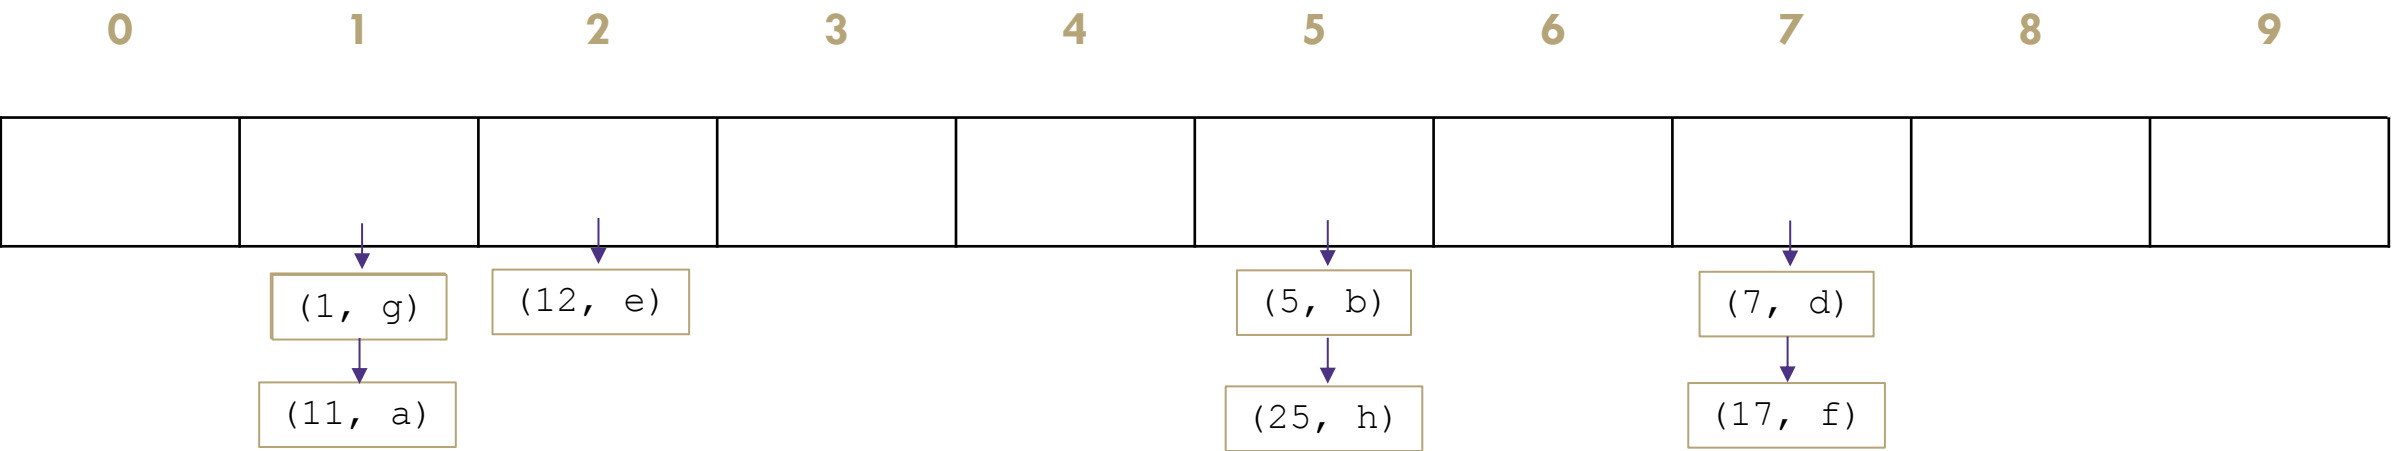 0 1 2 3 4 5 6 7 8 9
(1, g) (12, e) (5, b) (7, d)
(11, a) (25, h) (17, f)